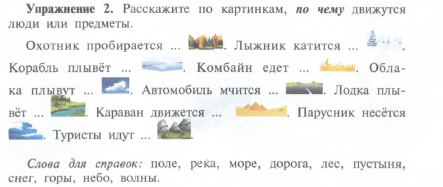 Упражнение 2. Расскажите по картинкам, по чему движутся
люди или предметы.
Охотник пробирается ... . Лыжник катится ... .
Корабль плывёт ... . Комбайн едет ... . Обла-
ка плывут ... . Автомобиль мчится ... . Лодка плы-
вёт ... . Караван движется ... . Парусник несётся
... . Туристы идут ... .
Слова для справок: поле, река, море, дорога, лес, пустыня,
снег, горы, небо, волны.